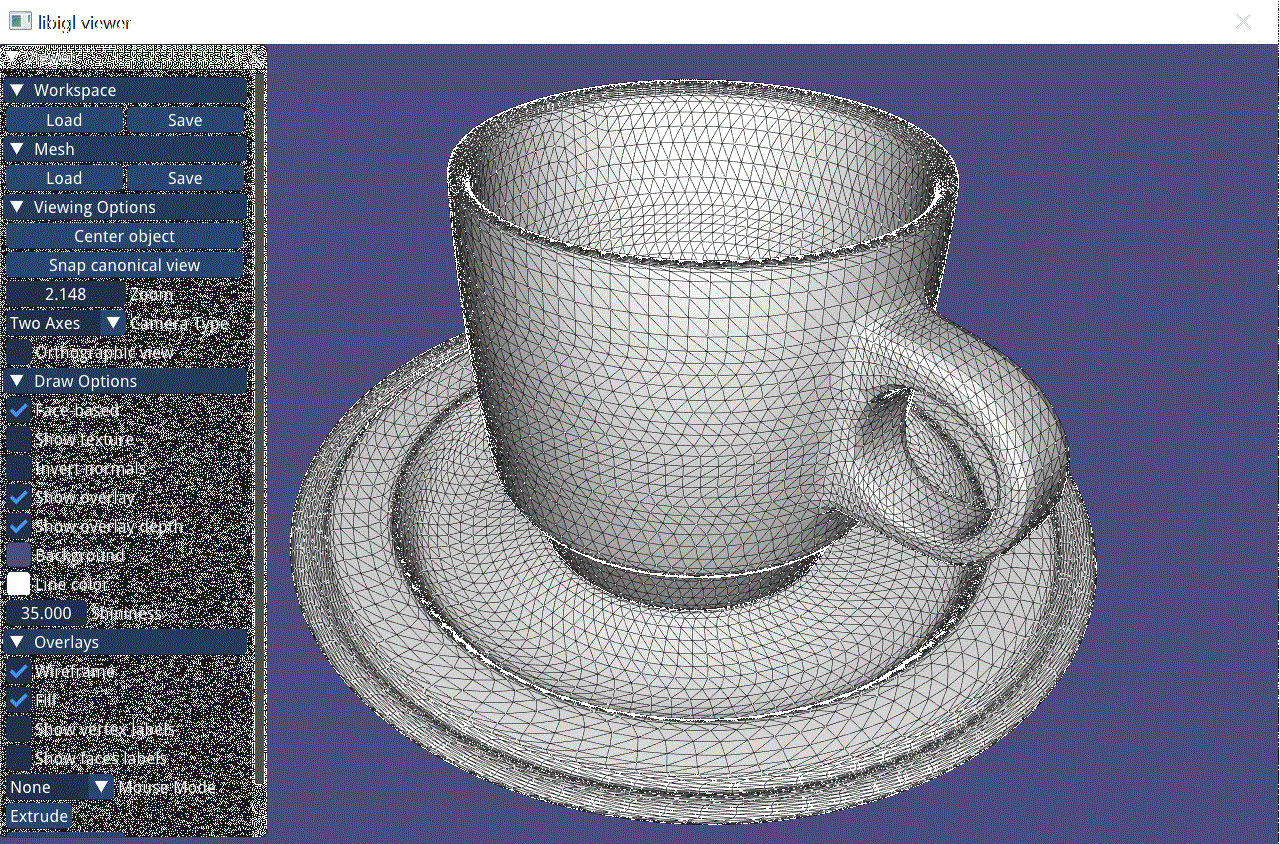 libigl viewer
Workspace
Load Save
Mesh
Load Save
Viewing Options
Center object
Snap canonical view
2.148 Zoom
Two Axes Camera Type
Orthographic view
Draw Options
Face-based
Show texture
Invert normals
Show overlay
Show overlay depth
Background
Line color
35.000 Shininess
Overlays
Wireframe
Fill
Show vertex labels
Show faces labels
None Mouse Mode
Extrude